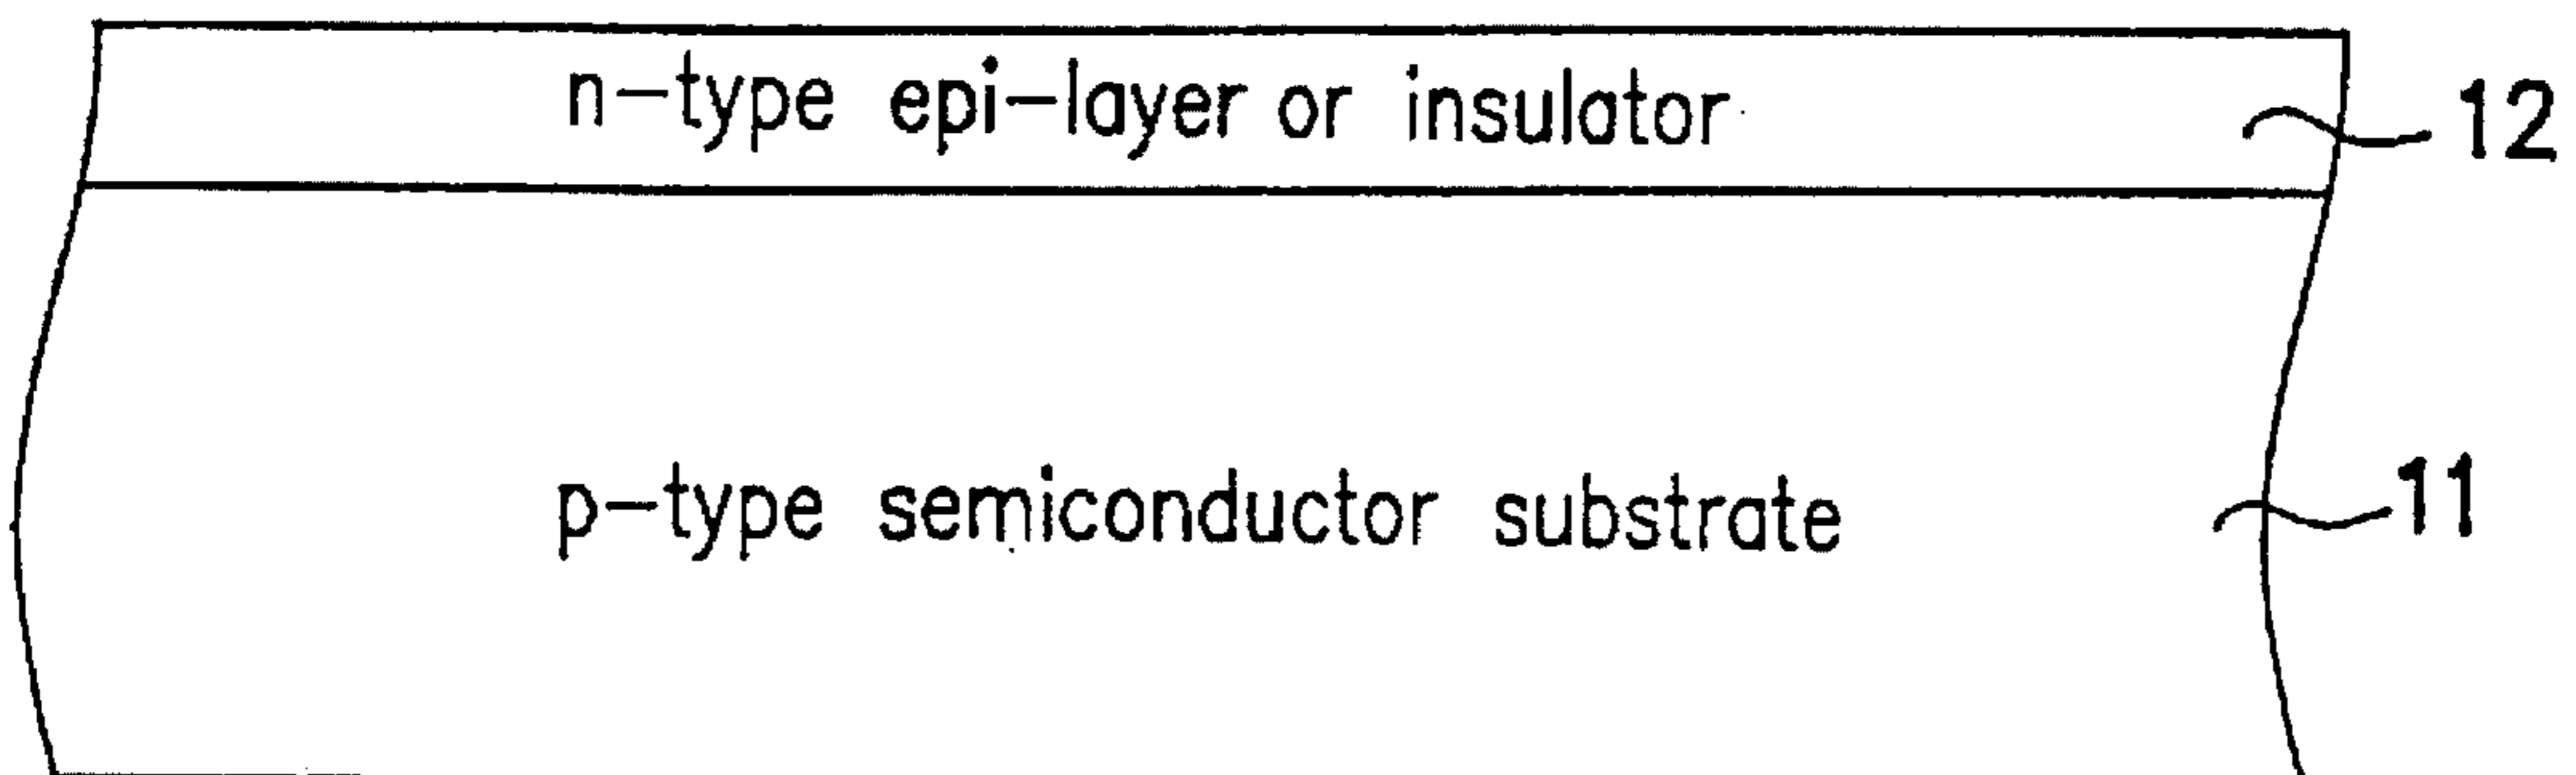 n-type epi-layer or insulator 12
p-type semiconductor substrate 11